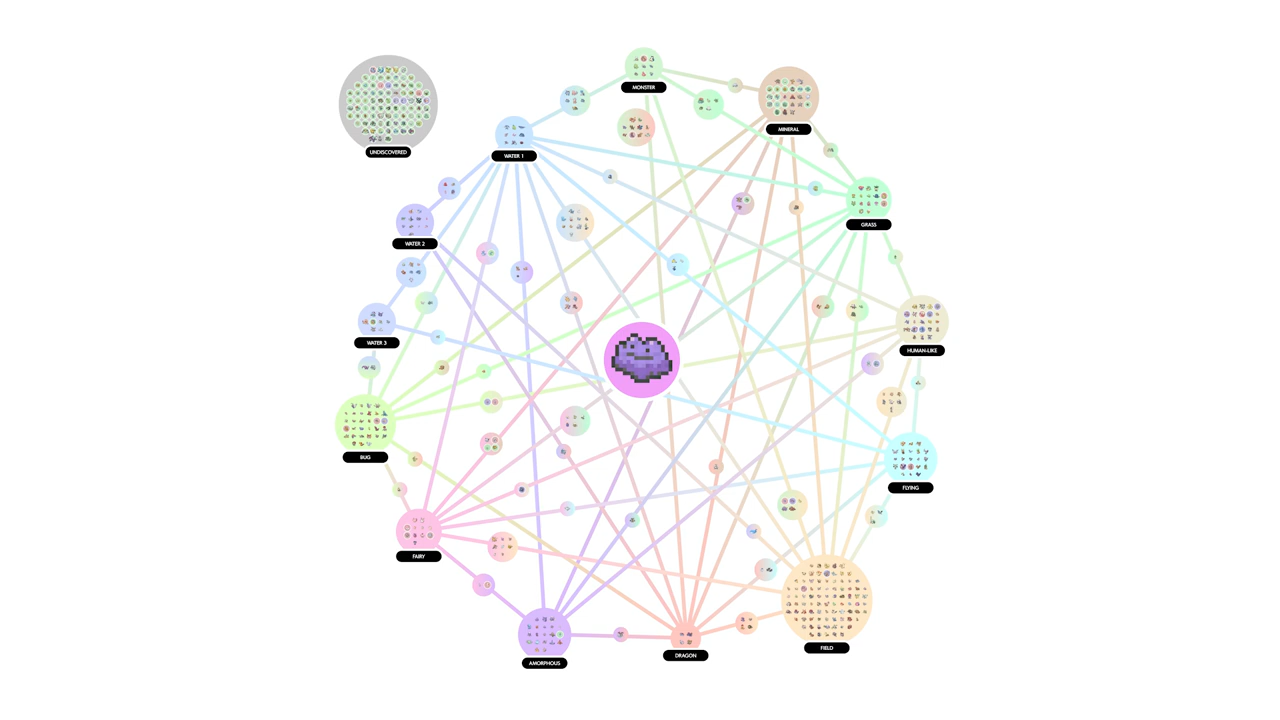 MONSTER
MINERAL
UNDISCOVERED
WATER 1
GRASS
WATER 2
WATER 3
HUMAN-LIKE
BUG
FLYING
FAIRY
FIELD
DRAGON
AMORPHOUS